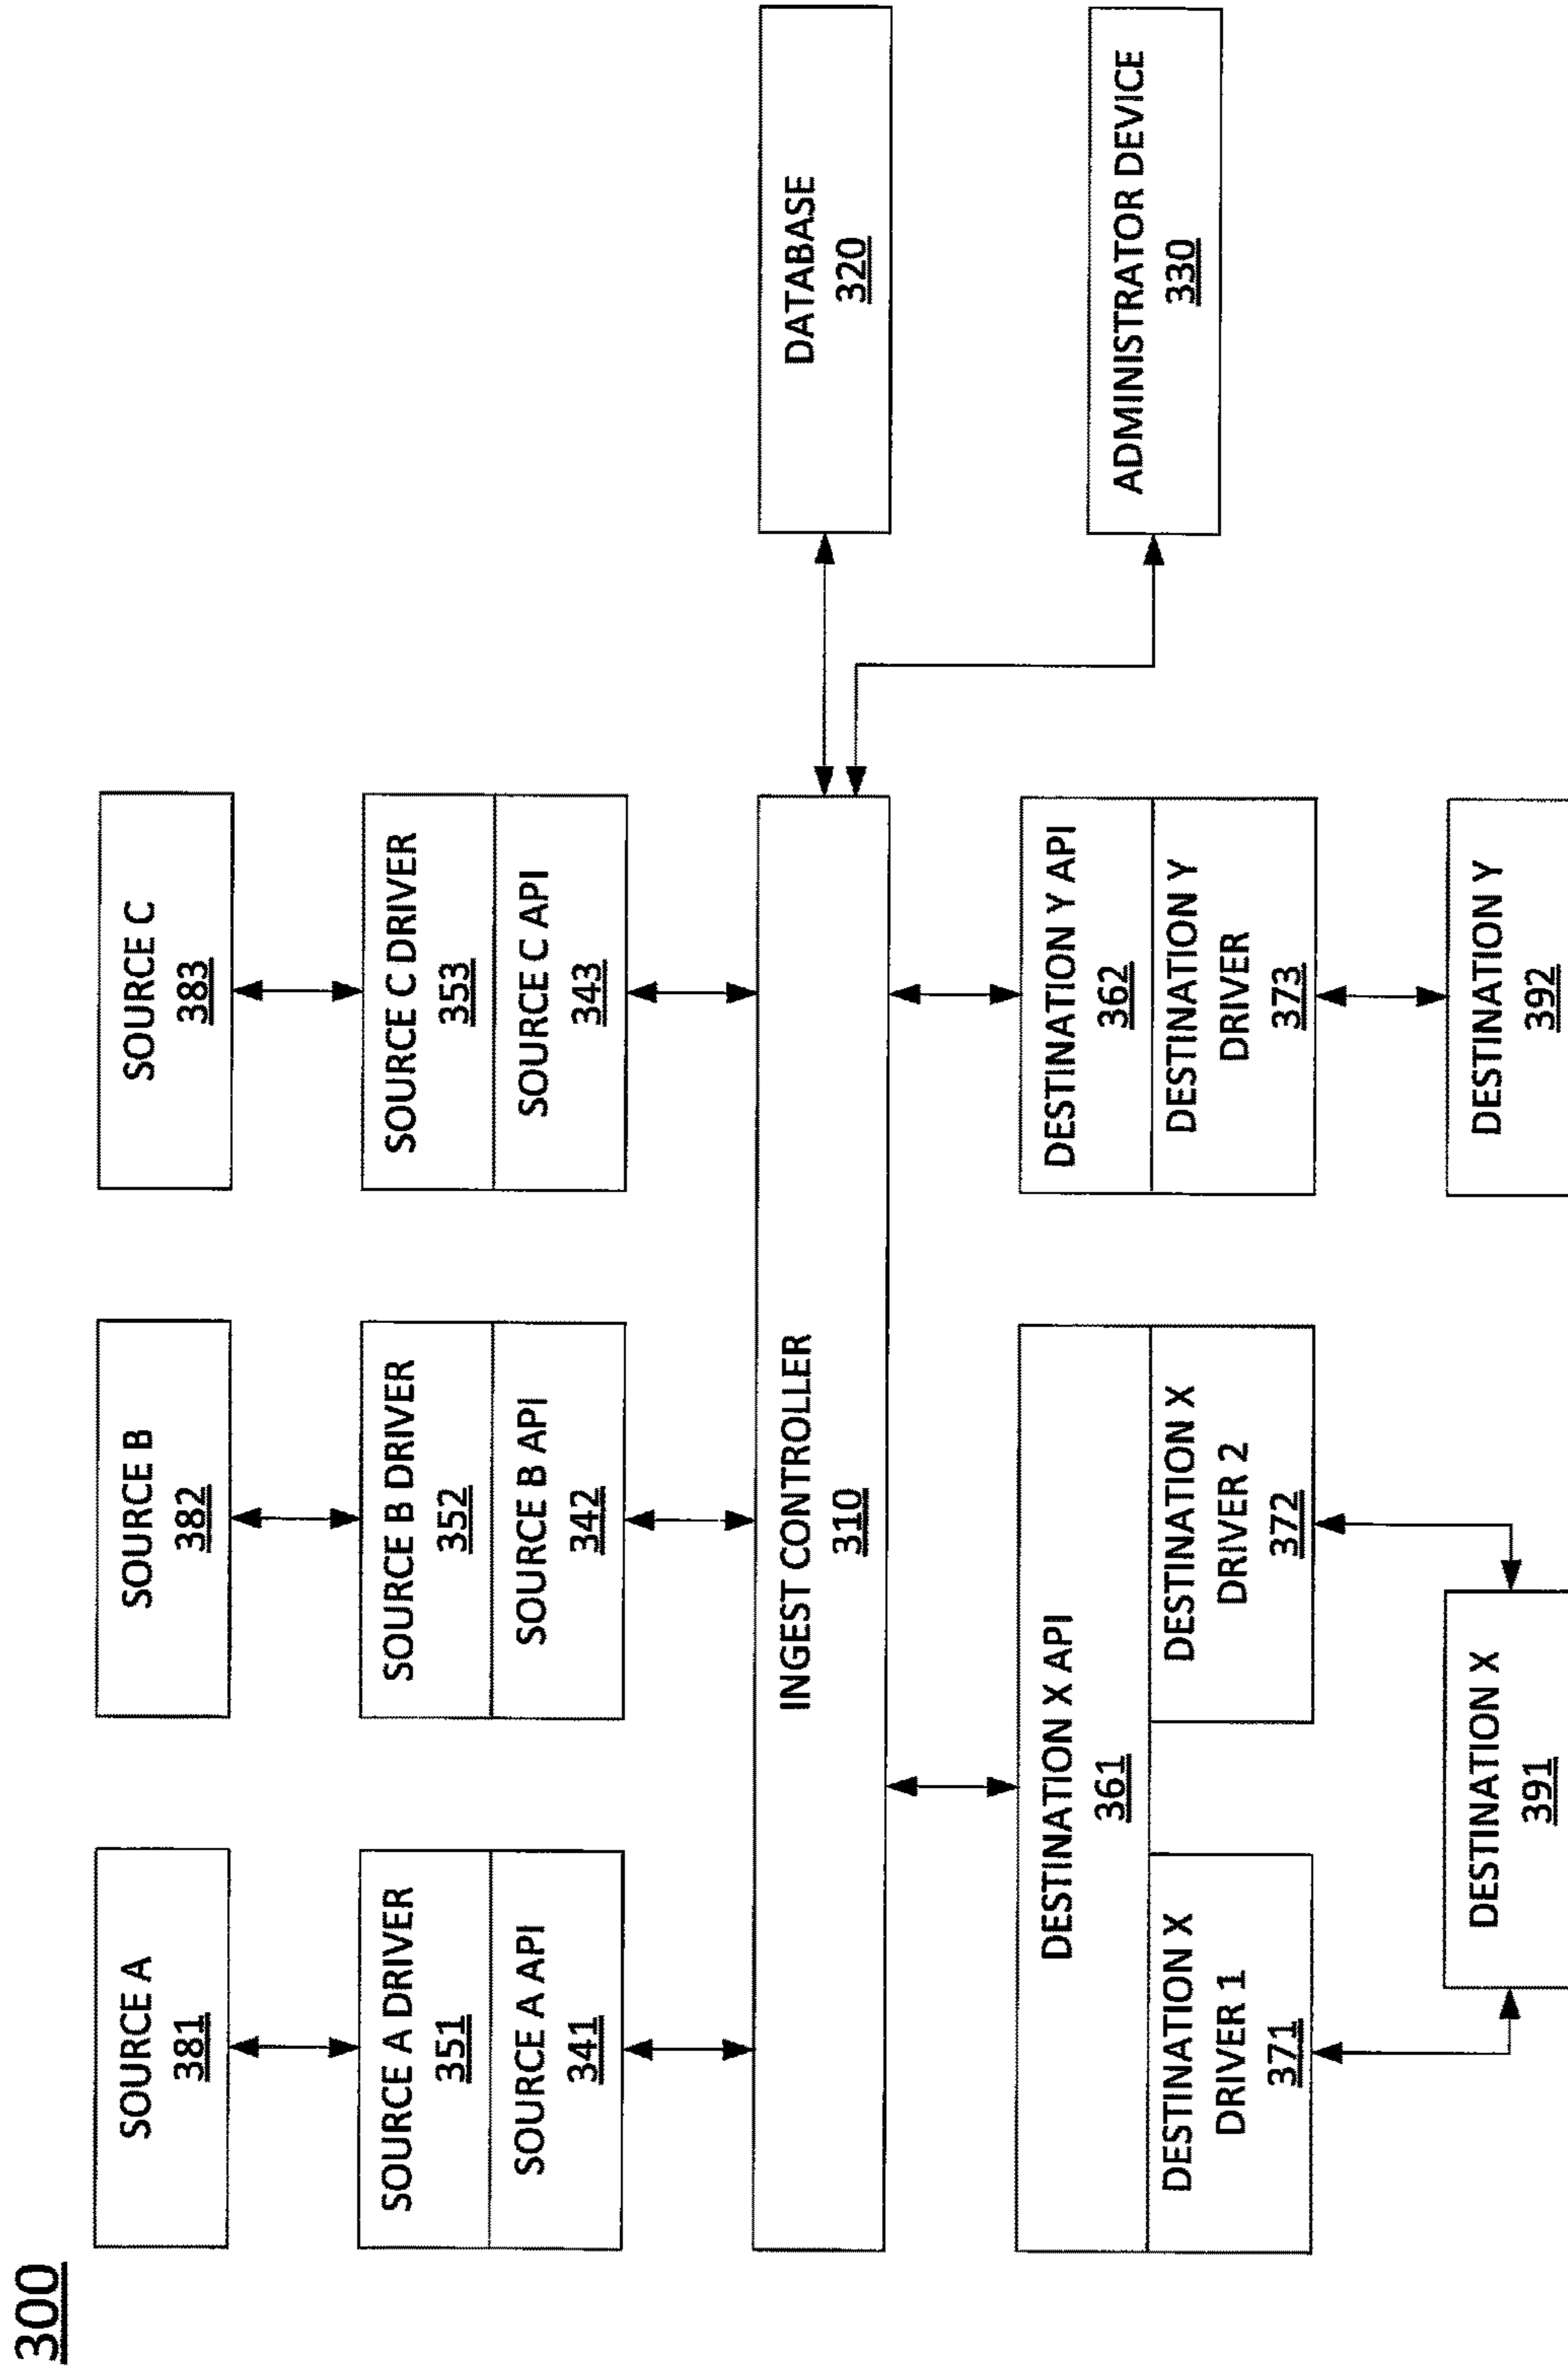 300
SOURCE A
381
SOURCE B
382
SOURCE C
383
SOURCE A DRIVER
351
SOURCE A API
341
SOURCE B DRIVER
352
SOURCE B API
342
SOURCE C DRIVER
353
SOURCE C API
343
INGEST CONTROLLER
310
DATABASE
320
ADMINISTRATOR DEVICE
330
DESTINATION X API
361
DESTINATION X
DRIVER 1
371
DESTINATION X
DRIVER 2
372
DESTINATION Y API
362
DESTINATION Y
DRIVER
373
DESTINATION X
391
DESTINATION Y
392